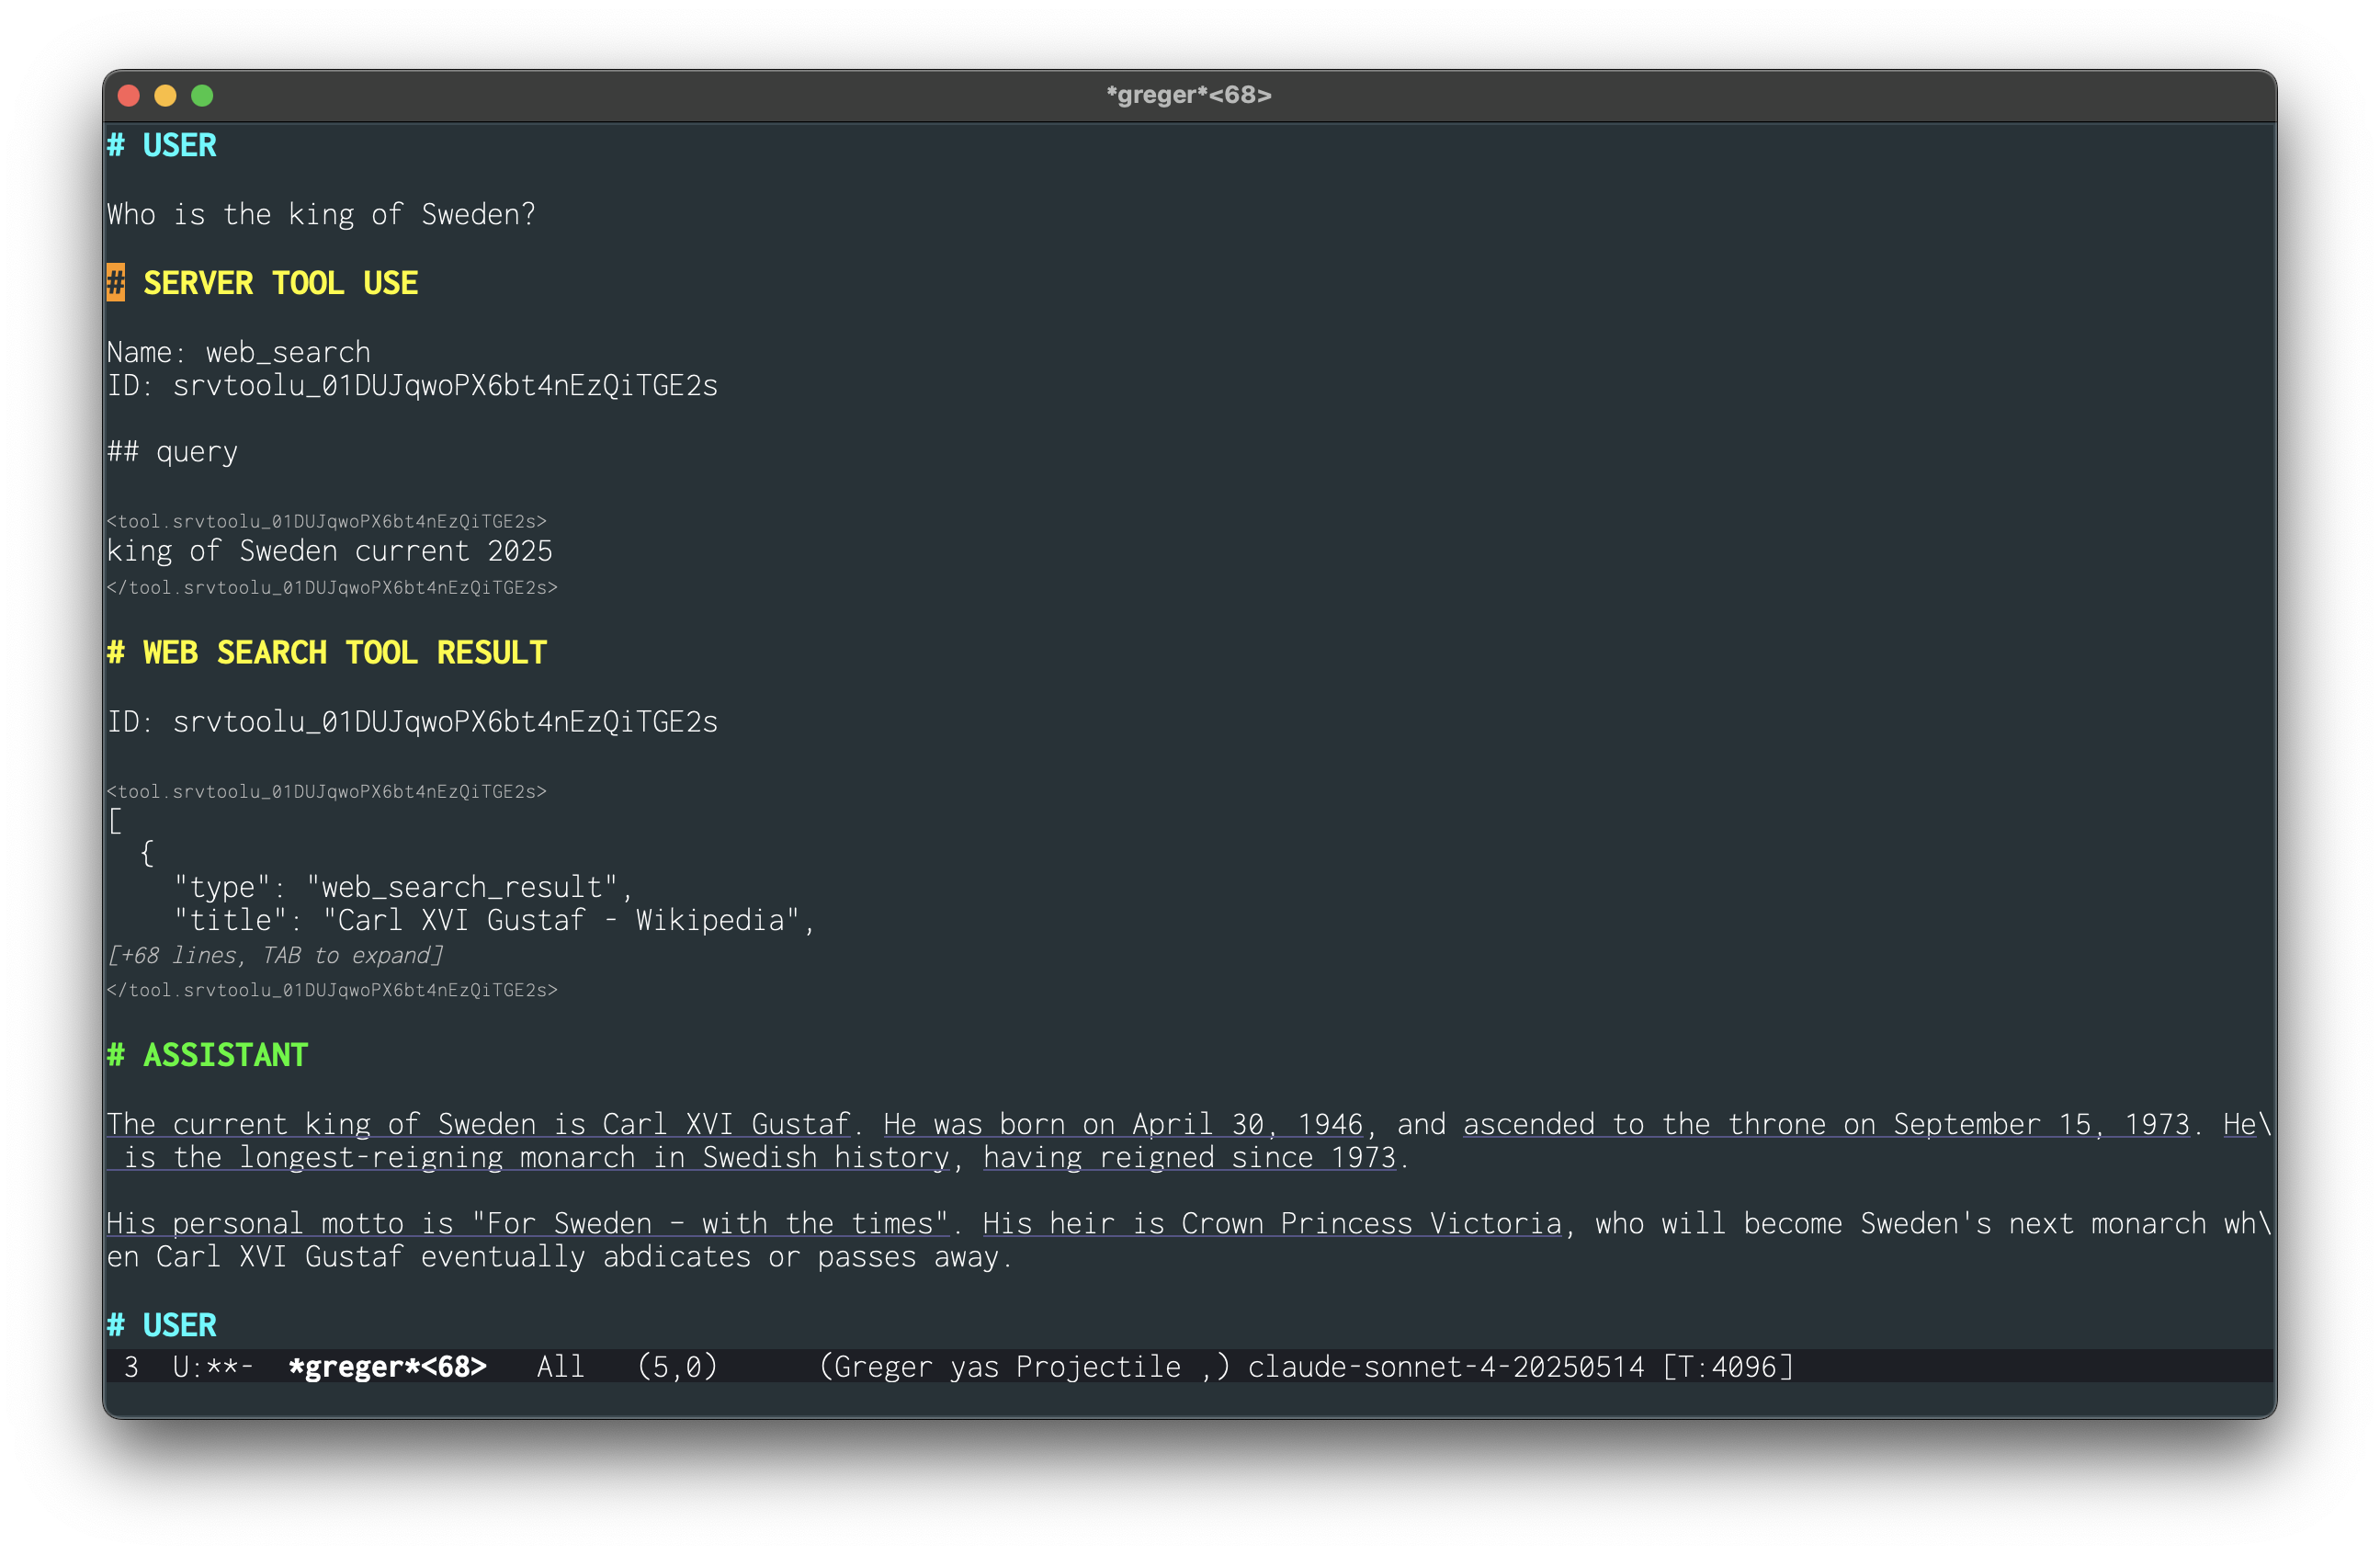 *greger*<68>
# USER
Who is the king of Sweden?
# SERVER TOOL USE
Name: web_search
ID: srvtoolu_01DUJqwoPX6bt4nEzQiTGE2s
## query
<tool.srvtoolu_01DUJqwoPX6bt4nEzQiTGE2s>
king of Sweden current 2025
</tool.srvtoolu_01DUJqwoPX6bt4nEzQiTGE2s>
# WEB SEARCH TOOL RESULT
ID: srvtoolu_01DUJqwoPX6bt4nEzQiTGE2s
<tool.srvtoolu_01DUJqwoPX6bt4nEzQiTGE2s>
[
  {
    "type": "web_search_result",
    "title": "Carl XVI Gustaf - Wikipedia",
[+68 lines, TAB to expand]
</tool.srvtoolu_01DUJqwoPX6bt4nEzQiTGE2s>
# ASSISTANT
The current king of Sweden is Carl XVI Gustaf. He was born on April 30, 1946, and ascended to the throne on September 15, 1973. He\
 is the longest-reigning monarch in Swedish history, having reigned since 1973.
His personal motto is "For Sweden – with the times". His heir is Crown Princess Victoria, who will become Sweden's next monarch wh\
en Carl XVI Gustaf eventually abdicates or passes away.
# USER
3  U:**-  *greger*<68>   All   (5,0)      (Greger yas Projectile ,) claude-sonnet-4-20250514 [T:4096]